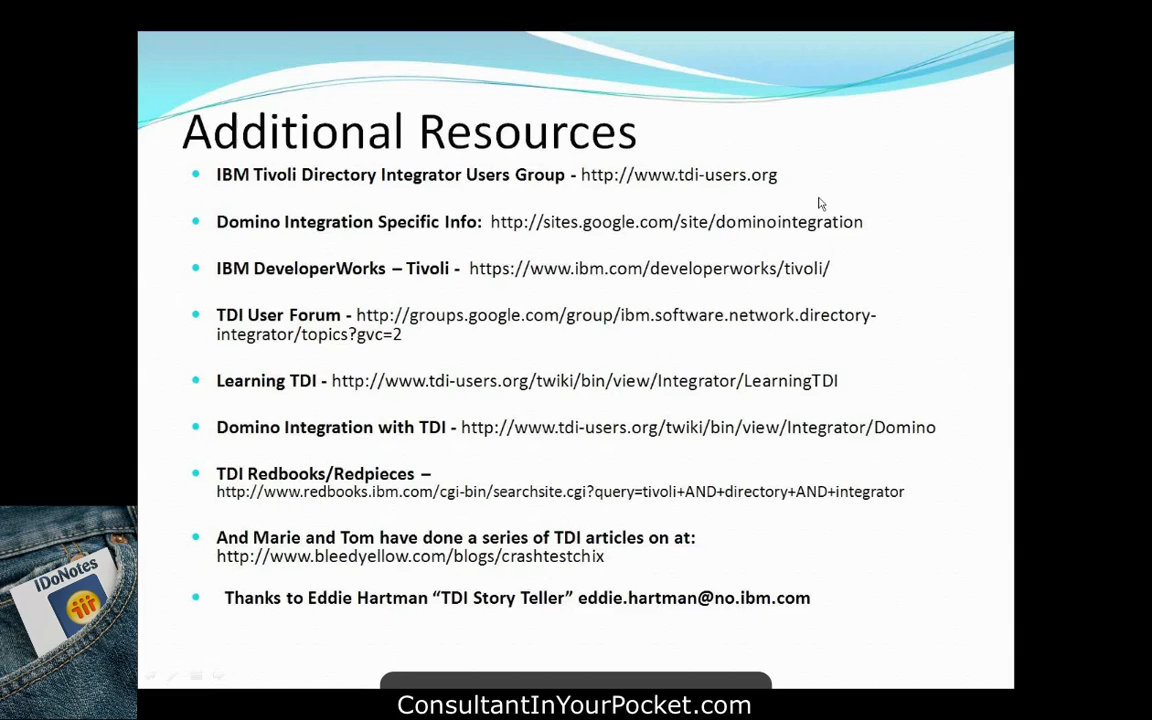 Additional Resources
IBM Tivoli Directory Integrator Users Group - http://www.tdi-users.org
Domino Integration Specific Info: http://sites.google.com/site/dominointegration
IBM DeveloperWorks – Tivoli - https://www.ibm.com/developerworks/tivoli/
TDI User Forum - http://groups.google.com/group/ibm.software.network.directory-
integrator/topics?gvc=2
Learning TDI - http://www.tdi-users.org/twiki/bin/view/Integrator/LearningTDI
Domino Integration with TDI - http://www.tdi-users.org/twiki/bin/view/Integrator/Domino
TDI Redbooks/Redpieces –
http://www.redbooks.ibm.com/cgi-bin/searchsite.cgi?query=tivoli+AND+directory+AND+integrator
And Marie and Tom have done a series of TDI articles on at:
http://www.bleedyellow.com/blogs/crashtestchix
Thanks to Eddie Hartman “TDI Story Teller” eddie.hartman@no.ibm.com
IDoNotes
ConsultantInYourPocket.com